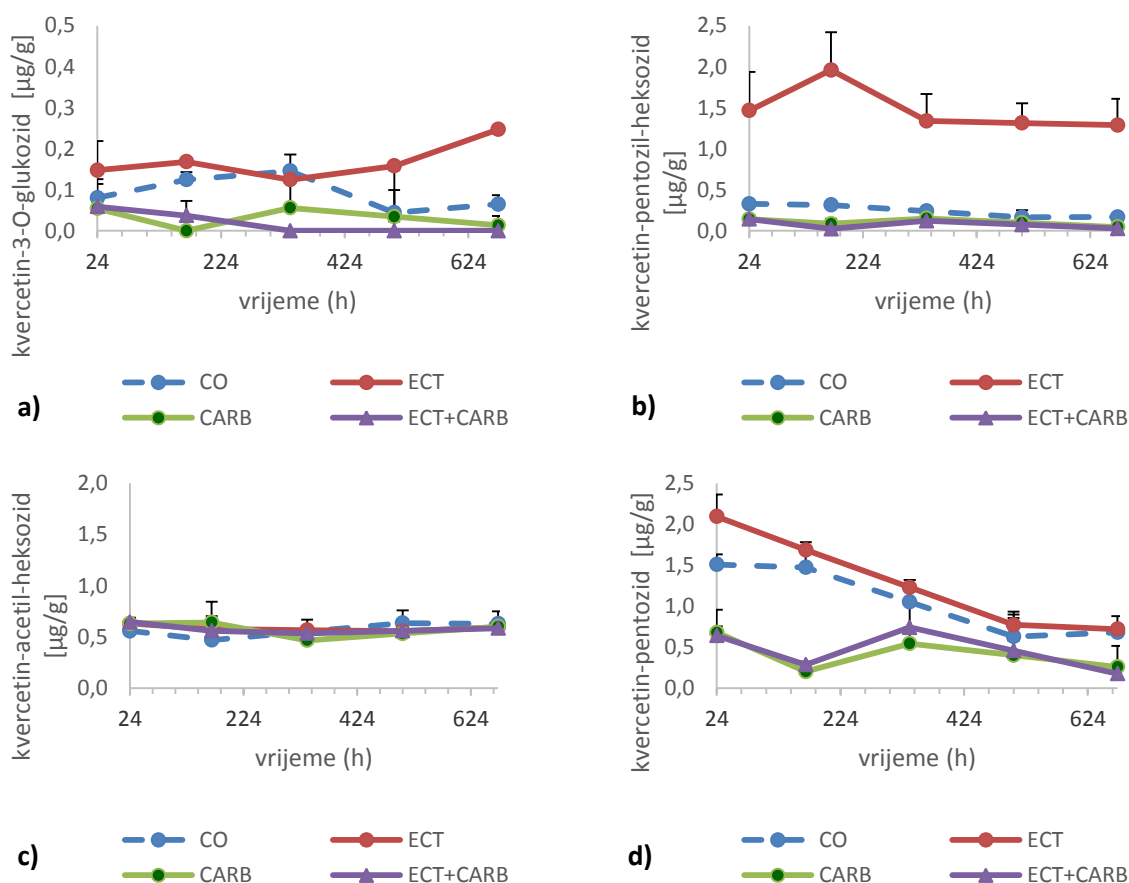 kvercetin-3-O-glukozid [µg/g]
0,5
0,4
0,3
0,2
0,1
0,0
24 224 424 624
vrijeme (h)
CO ECT
CARB ECT+CARB
a)
kvercetin-pentozil-heksozid
[µg/g]
2,5
2,0
1,5
1,0
0,5
0,0
24 224 424 624
vrijeme (h)
CO ECT
CARB ECT+CARB
b)
kvercetin-acetil-heksozid
[µg/g]
2,0
1,5
1,0
0,5
0,0
24 224 424 624
vrijeme (h)
CO ECT
CARB ECT+CARB
c)
kvercetin-pentozid [µg/g]
2,5
2,0
1,5
1,0
0,5
0,0
24 224 424 624
vrijeme (h)
CO ECT
CARB ECT+CARB
d)